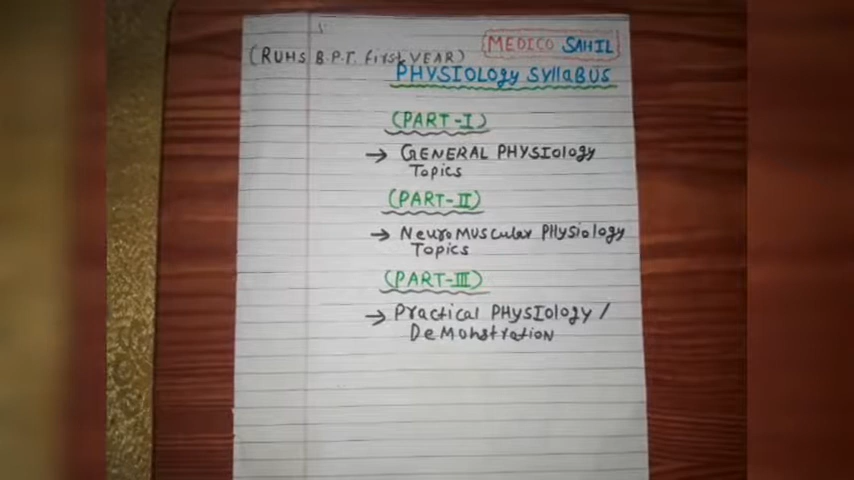 MEDICO SAHIL
(RUHS B.P.T. first YEAR)
PHYSIOLOgy SyllaBUS
(PART-I)
→ GENERAL PHYSIOlogy
Topics
(PART-II)
→ NeuroMUScular PHysiOlOgy
Topics
(PART-III)
→ Practical PHysIOlogy /
DeMOnstratiON